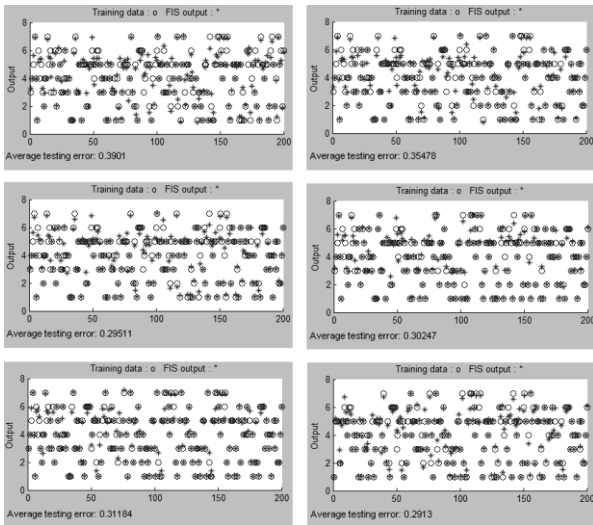 Training data : o FIS output : *
8
6
4
2
0
Output
0 50 100 150 200
Average testing error: 0.3901
Training data : o FIS output : *
8
6
4
2
0
Output
0 50 100 150 200
Average testing error: 0.35478
Training data : o FIS output : *
8
6
4
2
0
Output
0 50 100 150 200
Average testing error: 0.29511
Training data : o FIS output : *
8
6
4
2
0
Output
0 50 100 150 200
Average testing error: 0.30247
Training data : o FIS output : *
8
6
4
2
0
Output
0 50 100 150 200
Average testing error: 0.31184
Training data : o FIS output : *
8
6
4
2
0
Output
0 50 100 150 200
Average testing error: 0.2913